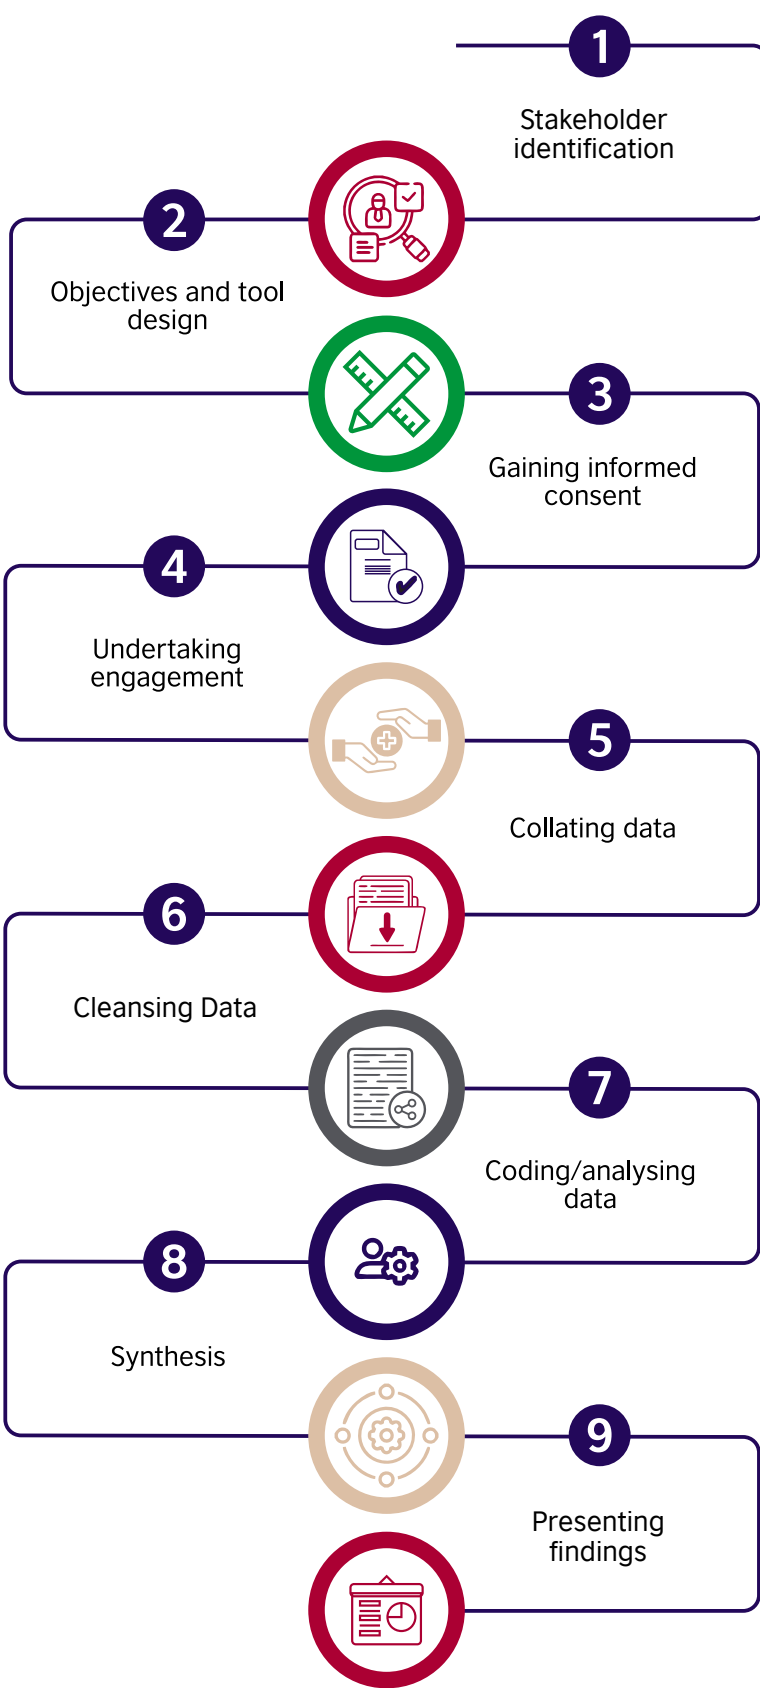 1
Stakeholder
identification
2
Objectives and tool
design
3
Gaining informed
consent
4
Undertaking
engagement
5
Collating data
6
Cleansing Data
7
Coding/analysing
data
8
Synthesis
9
Presenting
findings